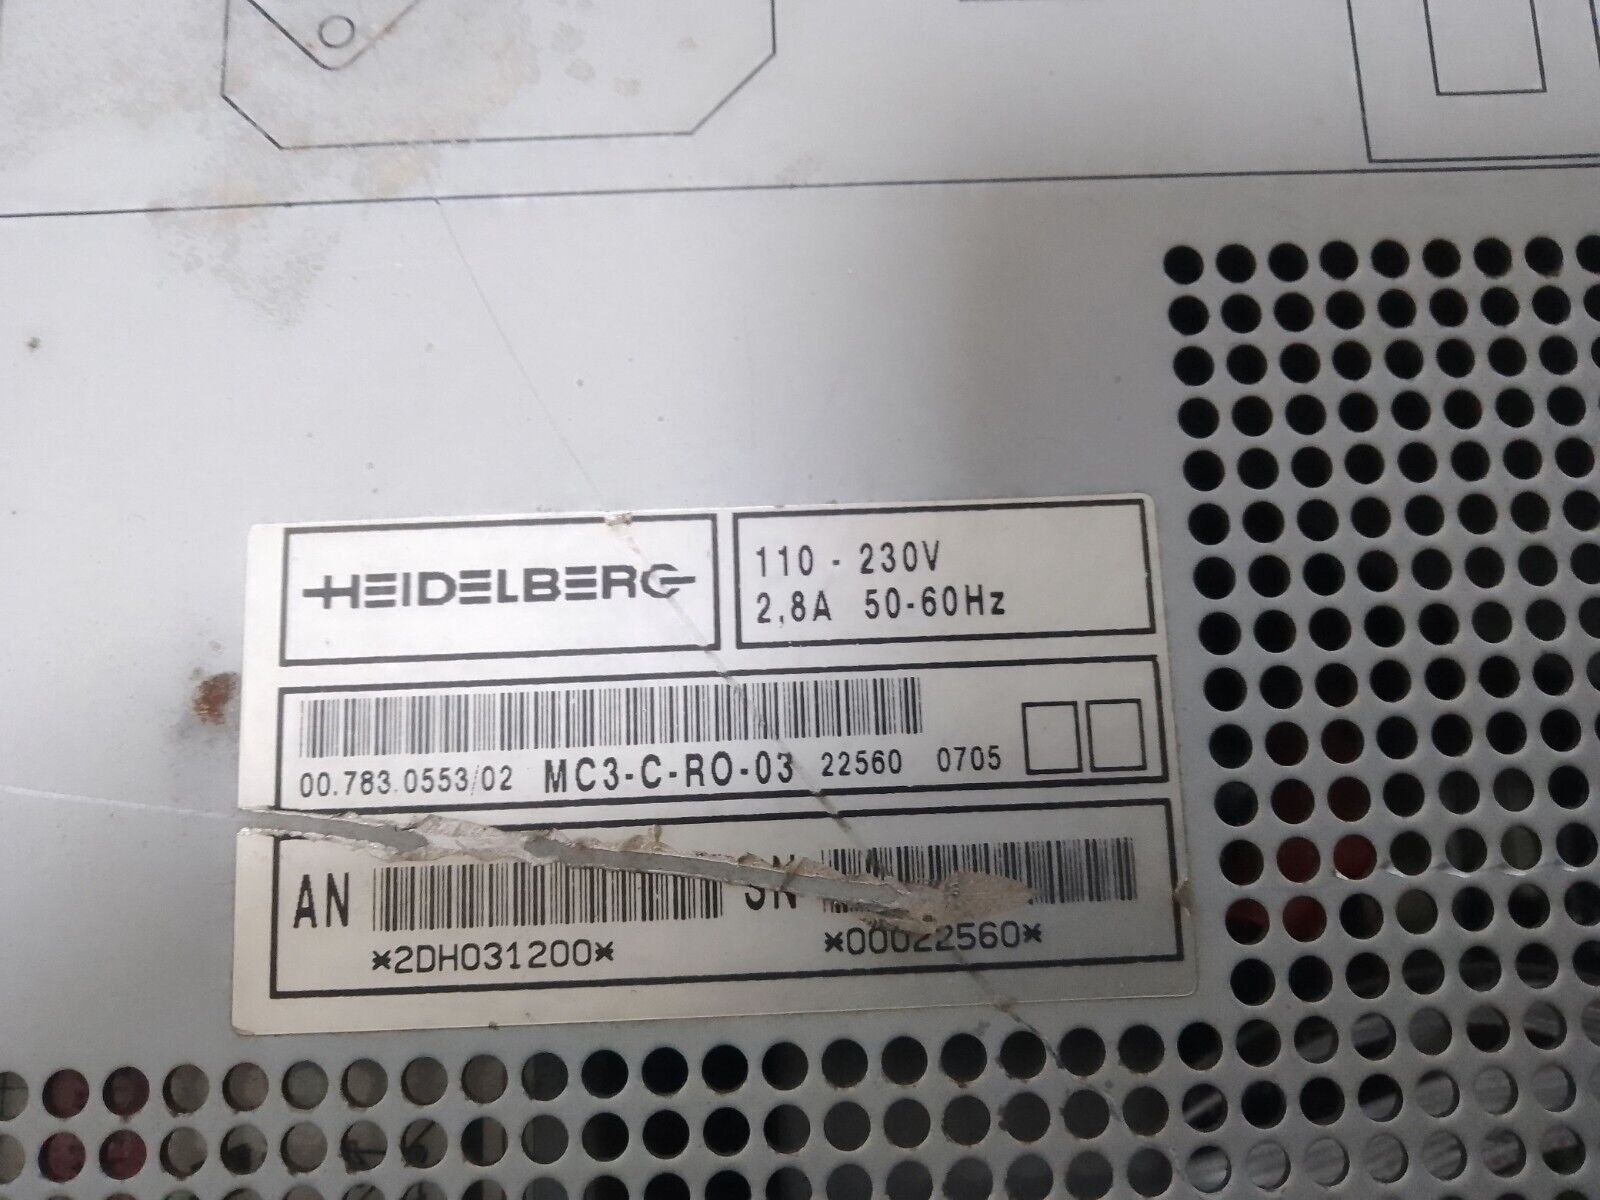 HEIDELBERG
110 - 230V
2,8A 50-60Hz
00.783.0553/02 MC3-C-RO-03 22560 0705
AN SN
*2DH031200* *00022560*